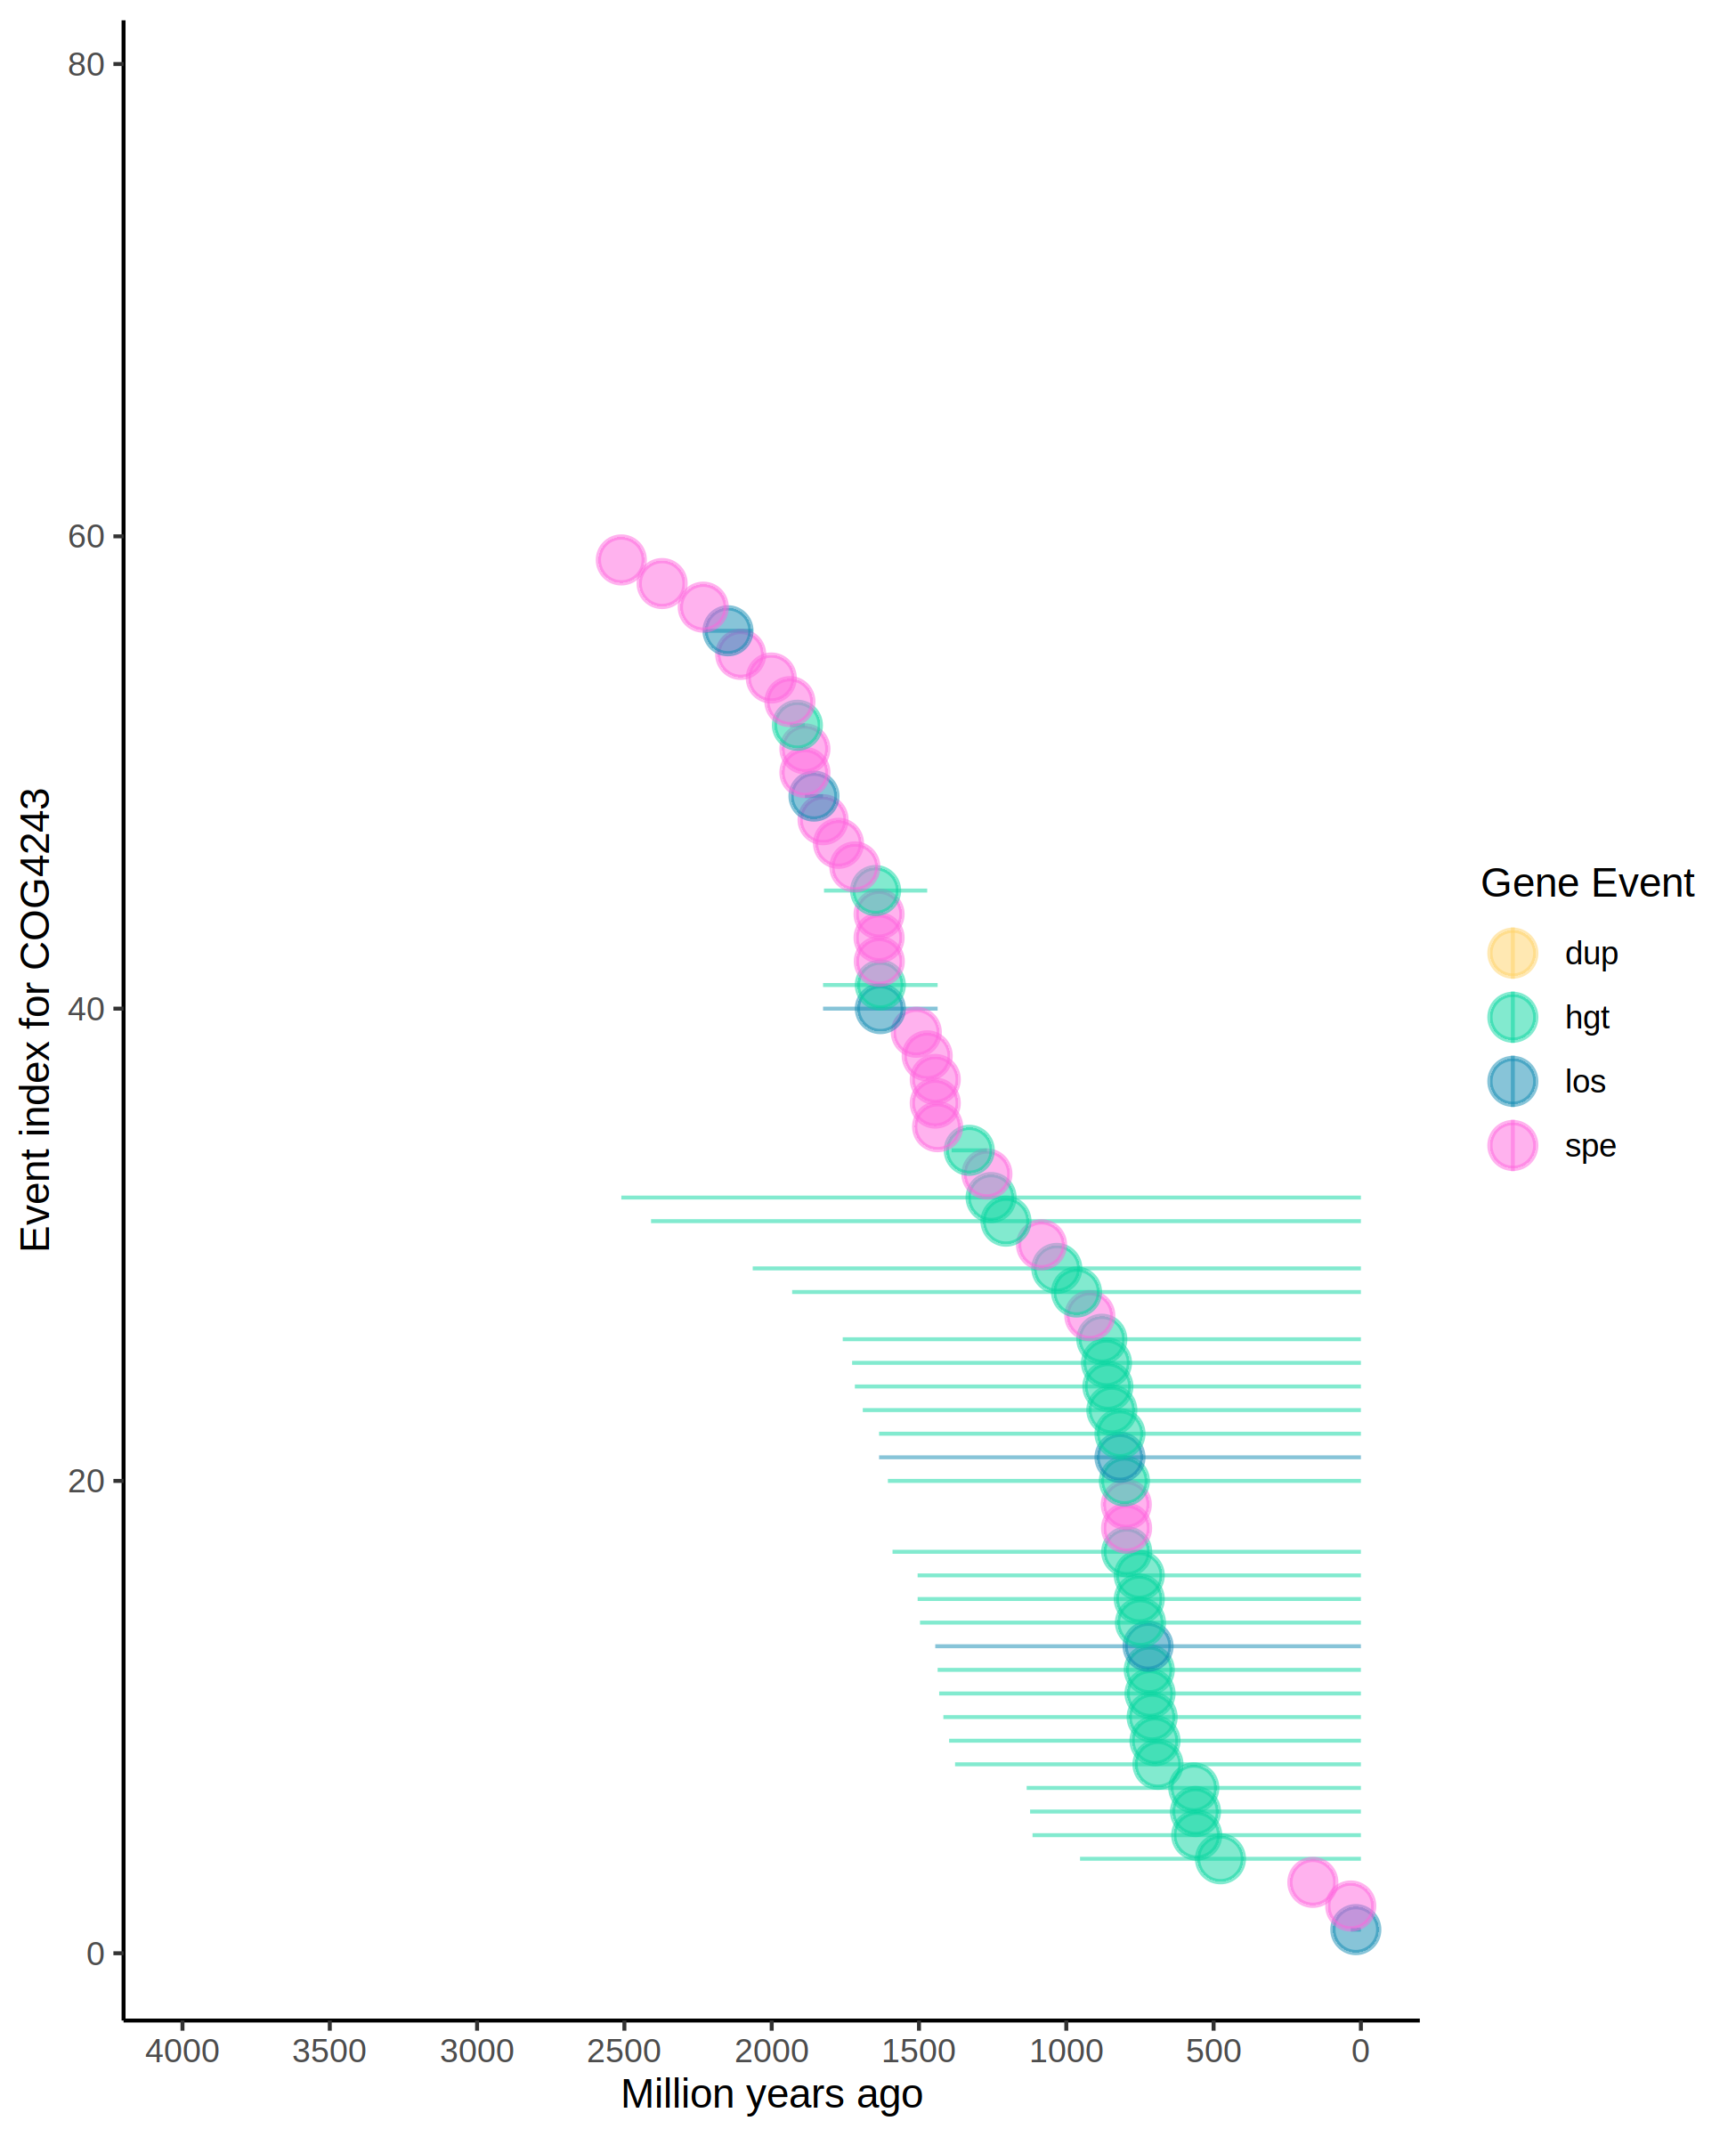 80
60
40
20
0
Event index for COG4243
4000 3500 3000 2500 2000 1500 1000 500 0
Million years ago
Gene Event
dup
hgt
los
spe